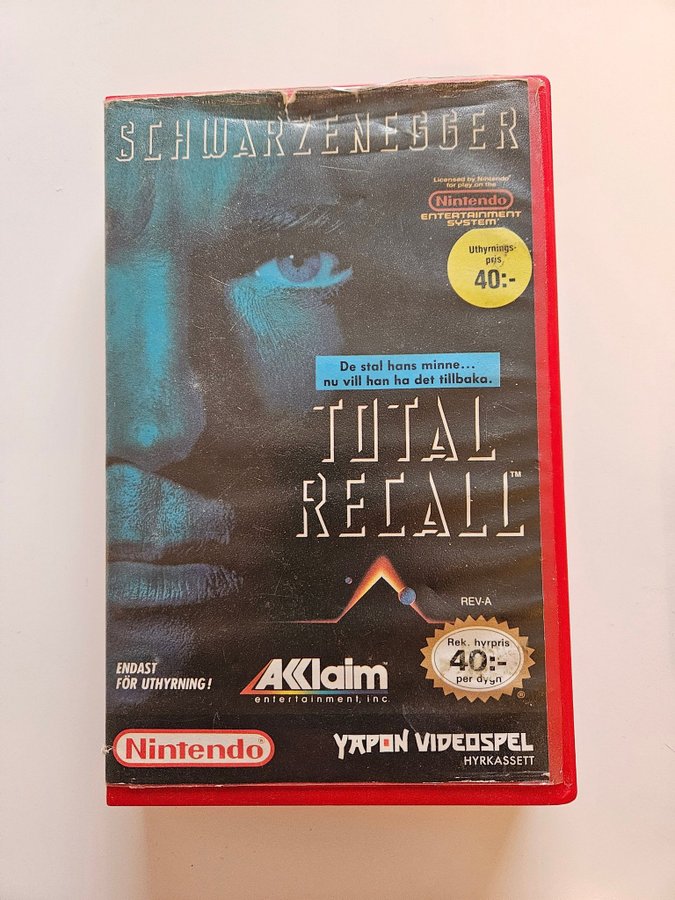 SCHWARZENEGGER
Licensed by Nintendo®
for play on the
Nintendo®
ENTERTAINMENT
SYSTEM®
Uthyrnings-
pris
40:-
De stal hans minne...
nu vill han ha det tillbaka.
TOTAL
RECALL™
REV-A
Rek. hyrpris
40:-
per dygn
®
ENDAST
FÖR UTHYRNING!
AKKlaim™
entertainment, inc.
Nintendo®
YAPON VIDEOSPEL
HYRKASSETT